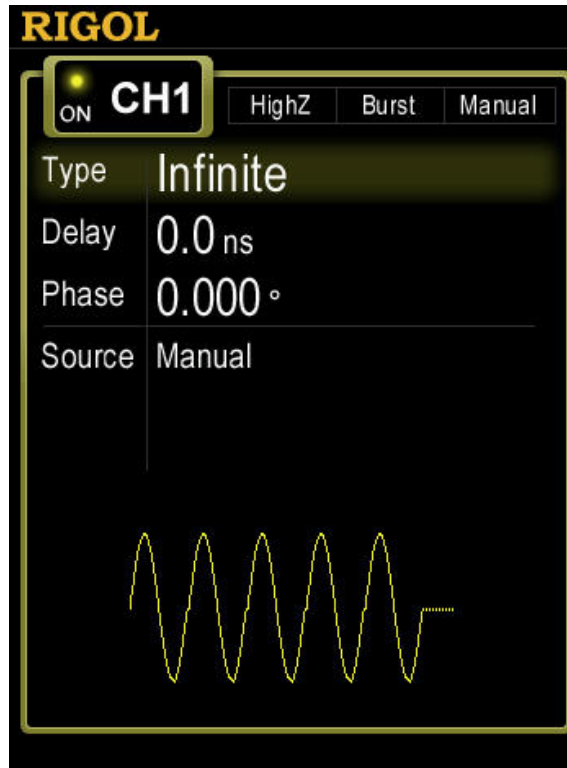 RIGOL
ON CH1 HighZ Burst Manual
Type Infinite
Delay 0.0 ns
Phase 0.000 °
Source Manual